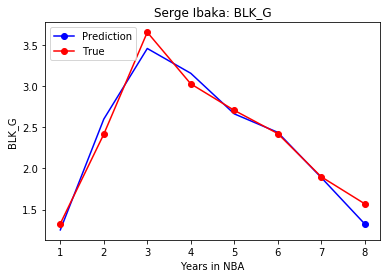 Serge Ibaka: BLK_G
Prediction
True
BLK_G
3.5
3.0
2.5
2.0
1.5
1 2 3 4 5 6 7 8
Years in NBA